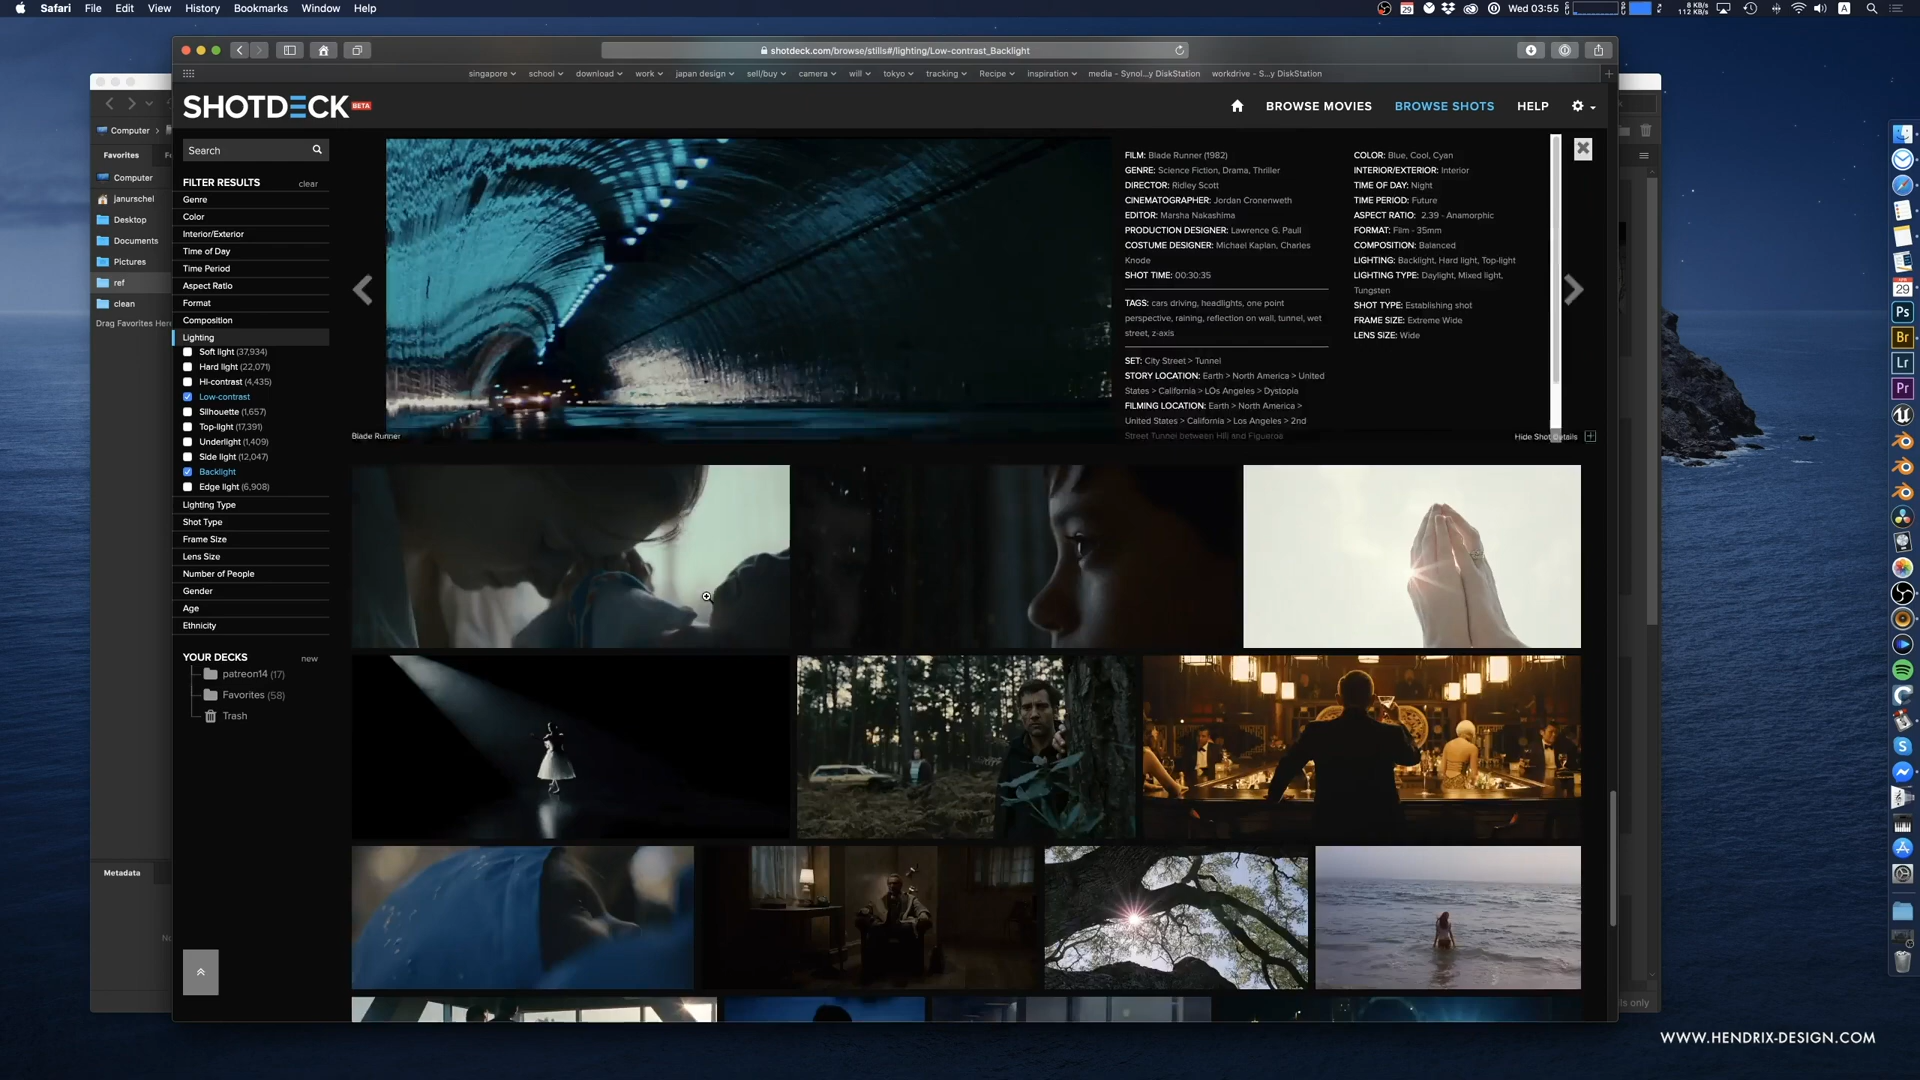 Safari File Edit View History Bookmarks Window Help
29
8 KB/s
112 KB/s
Wed 03:55
A
shotdeck.com/browse/stills#/lighting/Low-contrast_Backlight
singapore school download work japan design sell/buy camera will tokyo tracking Recipe inspiration media - Synol...y DiskStation workdrive - S...y DiskStation
SHOTDECK BETA
BROWSE MOVIES BROWSE SHOTS HELP
Computer
Favorites
Computer
janurschel
Desktop
Documents
Pictures
ref
clean
Drag Favorites Here
Metadata
Search
FILTER RESULTS clear
Genre
Color
Interior/Exterior
Time of Day
Time Period
Aspect Ratio
Format
Composition
Lighting
Soft light (37,934)
Hard light (22,071)
Hi-contrast (4,435)
Low-contrast
Silhouette (1,657)
Top-light (17,391)
Underlight (1,409)
Side light (12,047)
Backlight
Edge light (6,908)
Lighting Type
Shot Type
Frame Size
Lens Size
Number of People
Gender
Age
Ethnicity
YOUR DECKS new
patreon14 (17)
Favorites (58)
Trash
FILM: Blade Runner (1982)
GENRE: Science Fiction, Drama, Thriller
DIRECTOR: Ridley Scott
CINEMATOGRAPHER: Jordan Cronenweth
EDITOR: Marsha Nakashima
PRODUCTION DESIGNER: Lawrence G. Paull
COSTUME DESIGNER: Michael Kaplan, Charles
Knode
SHOT TIME: 00:30:35
TAGS: cars driving, headlights, one point
perspective, raining, reflection on wall, tunnel, wet
street, z-axis
SET: City Street > Tunnel
STORY LOCATION: Earth > North America > United
States > California > LOs Angeles > Dystopia
FILMING LOCATION: Earth > North America >
United States > California > Los Angeles > 2nd
Street Tunnel between Hill and Figueroa
COLOR: Blue, Cool, Cyan
INTERIOR/EXTERIOR: Interior
TIME OF DAY: Night
TIME PERIOD: Future
ASPECT RATIO: 2.39 - Anamorphic
FORMAT: Film - 35mm
COMPOSITION: Balanced
LIGHTING: Backlight, Hard light, Top-light
LIGHTING TYPE: Daylight, Mixed light,
Tungsten
SHOT TYPE: Establishing shot
FRAME SIZE: Extreme Wide
LENS SIZE: Wide
Blade Runner
Hide Shot Details
APR
29
Ps
Br
Lr
Pr
WWW.HENDRIX-DESIGN.COM